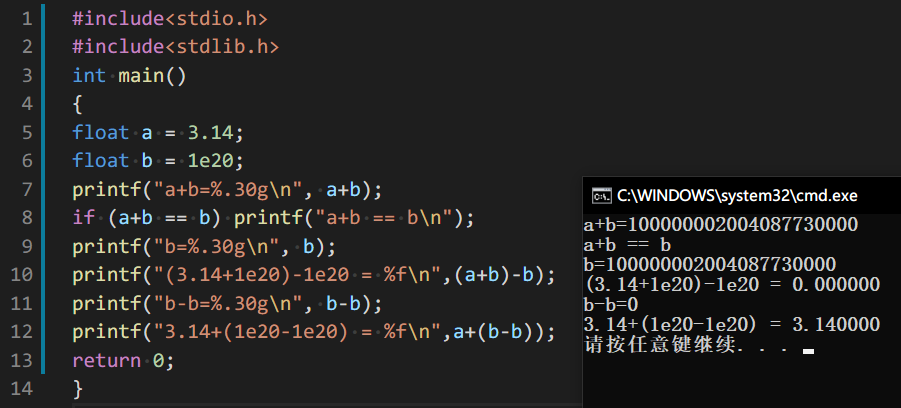 1 #include<stdio.h>
2 #include<stdlib.h>
3 int main()
4 {
5 float a = 3.14;
6 float b = 1e20;
7 printf("a+b=%.30g\n", a+b);
8 if (a+b == b) printf("a+b == b\n");
9 printf("b=%.30g\n", b);
10 printf("(3.14+1e20)-1e20 = %f\n",(a+b)-b);
11 printf("b-b=%.30g\n", b-b);
12 printf("3.14+(1e20-1e20) = %f\n",a+(b-b));
13 return 0;
14 }
C:\WINDOWS\system32\cmd.exe
a+b=100000002004087730000
a+b == b
b=100000002004087730000
(3.14+1e20)-1e20 = 0.000000
b-b=0
3.14+(1e20-1e20) = 3.140000
请按任意键继续. . .